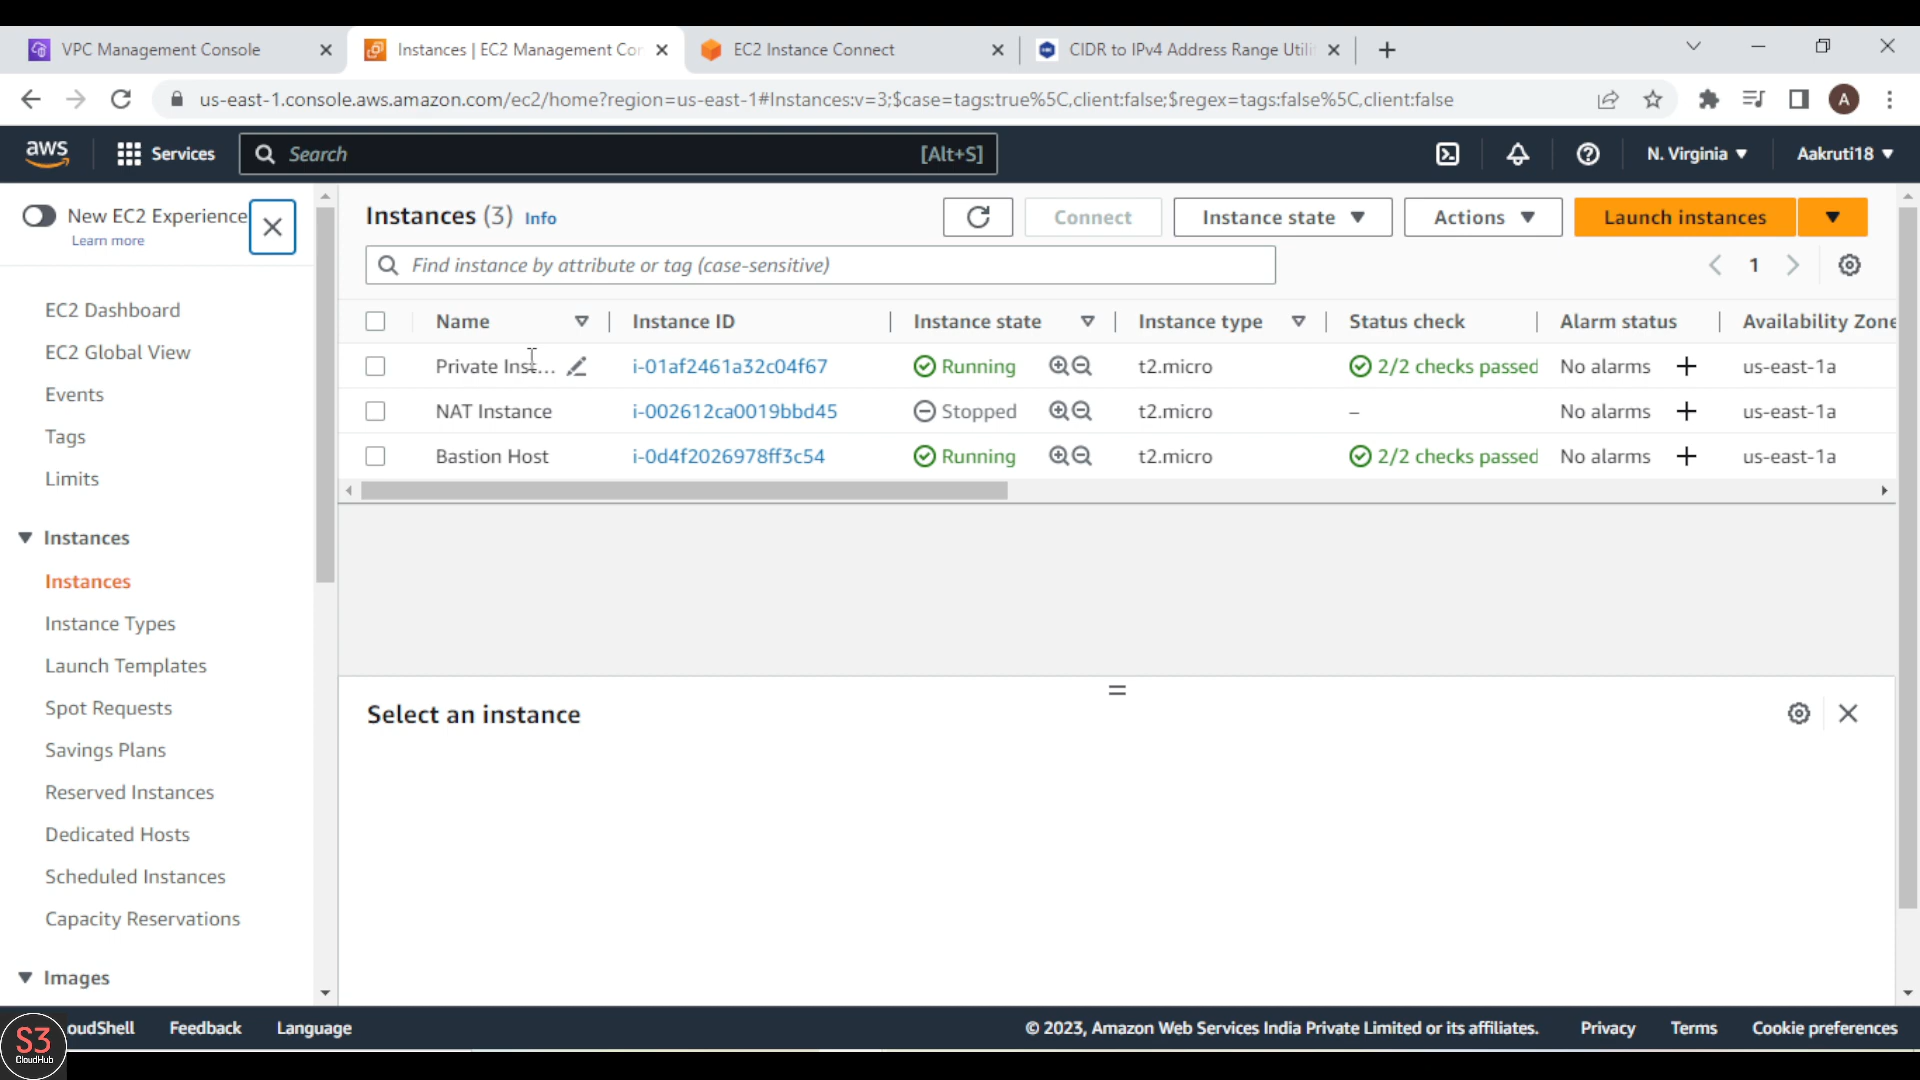 VPC Management Console
Instances | EC2 Management Cor
EC2 Instance Connect
CIDR to IPv4 Address Range Utili
us-east-1.console.aws.amazon.com/ec2/home?region=us-east-1#Instances:v=3;$case=tags:true%5C,client:false;$regex=tags:false%5C,client:false
A
aws
Services
Search
[Alt+S]
N. Virginia
Aakruti18
New EC2 Experience
Learn more
EC2 Dashboard
EC2 Global View
Events
Tags
Limits
Instances
Instances
Instance Types
Launch Templates
Spot Requests
Savings Plans
Reserved Instances
Dedicated Hosts
Scheduled Instances
Capacity Reservations
Images
Instances (3) Info
Connect
Instance state
Actions
Launch instances
Find instance by attribute or tag (case-sensitive)
1
Name Instance ID Instance state Instance type Status check Alarm status Availability Zone
Private Inst... i-01af2461a32c04f67 Running t2.micro 2/2 checks passed No alarms + us-east-1a
NAT Instance i-002612ca0019bbd45 Stopped t2.micro – No alarms + us-east-1a
Bastion Host i-0d4f2026978ff3c54 Running t2.micro 2/2 checks passed No alarms + us-east-1a
Select an instance
S3
CloudHub
oudShell
Feedback
Language
© 2023, Amazon Web Services India Private Limited or its affiliates.
Privacy
Terms
Cookie preferences